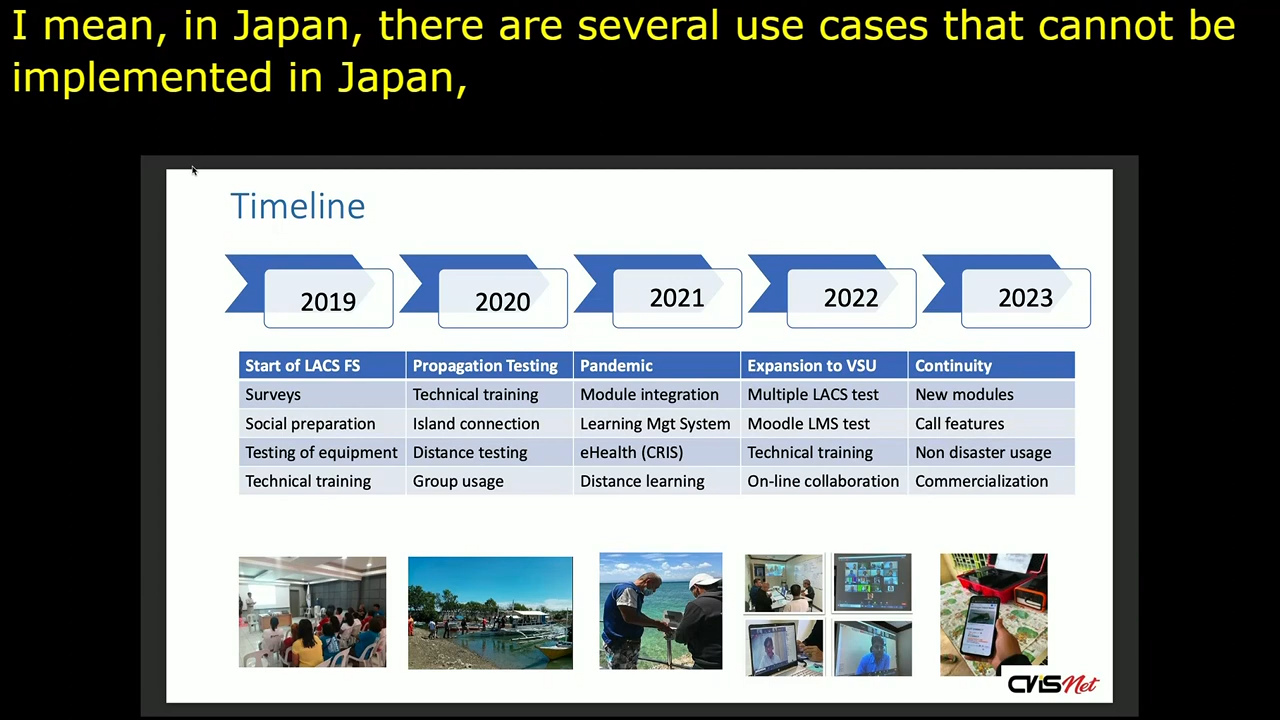 I mean, in Japan, there are several use cases that cannot be
implemented in Japan,
Timeline
2019 2020 2021 2022 2023
Start of LACS FS Propagation Testing Pandemic Expansion to VSU Continuity
Surveys Technical training Module integration Multiple LACS test New modules
Social preparation Island connection Learning Mgt System Moodle LMS test Call features
Testing of equipment Distance testing eHealth (CRIS) Technical training Non disaster usage
Technical training Group usage Distance learning On-line collaboration Commercialization
CViSNet